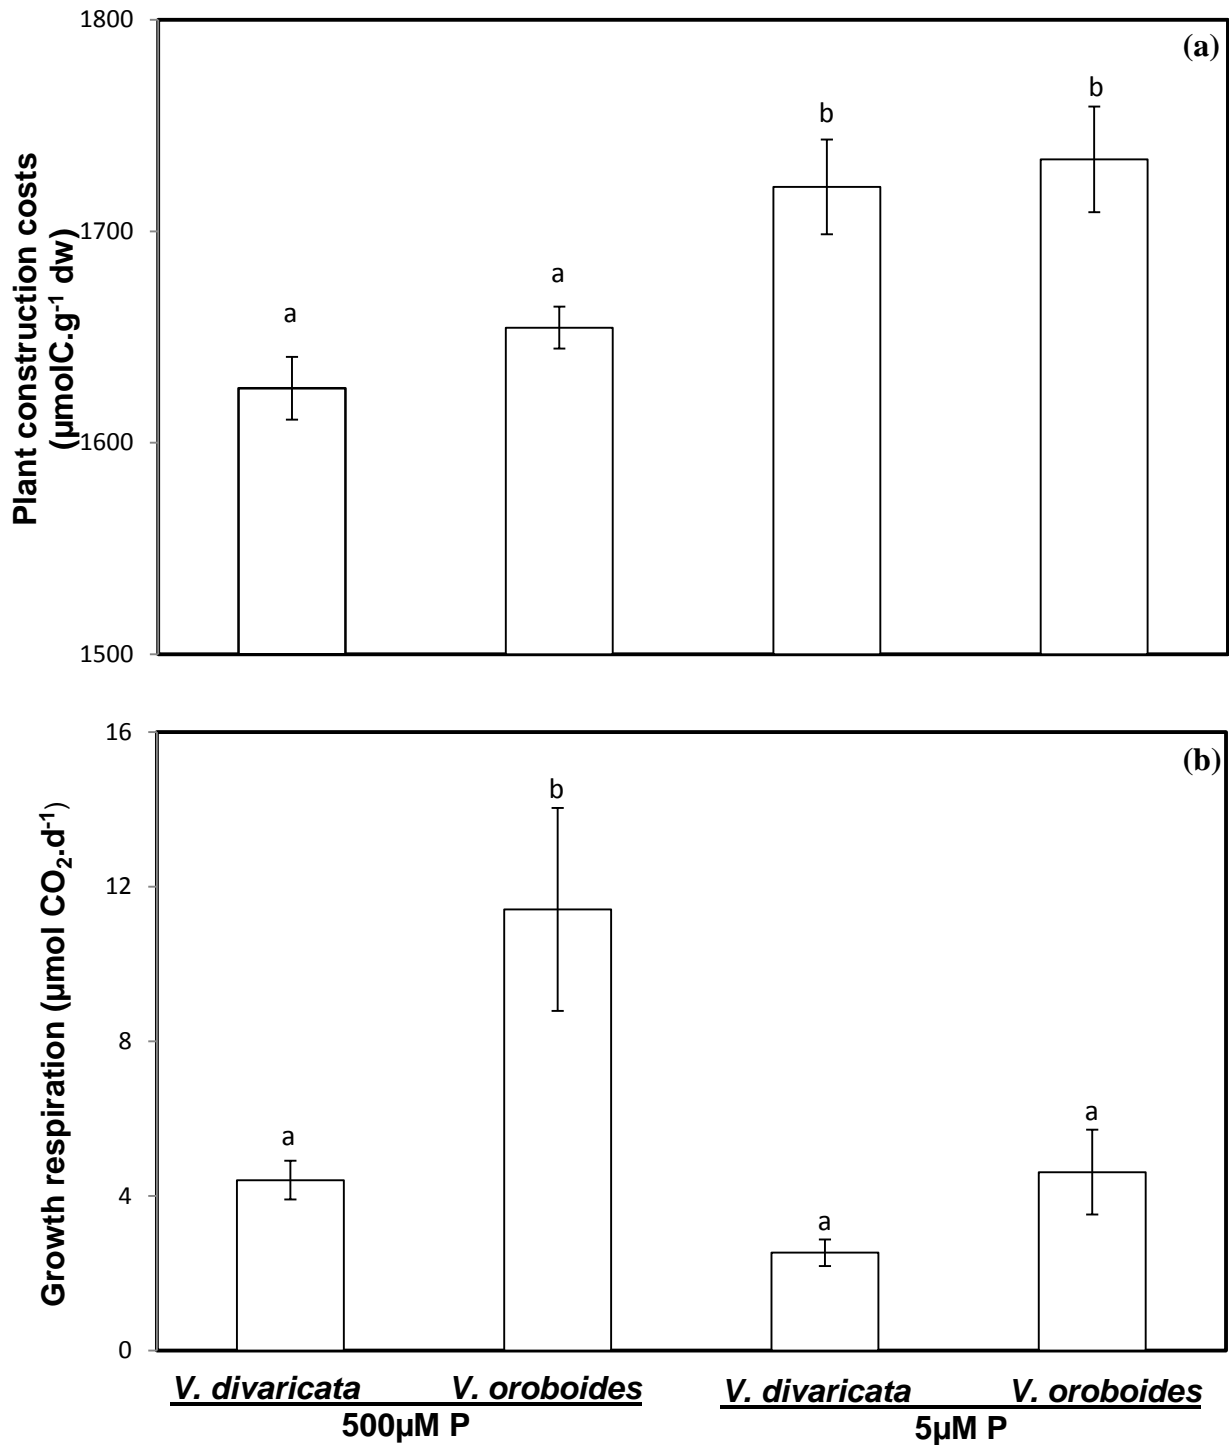 (a)
Plant construction costs
(µmolC.g⁻¹ dw)
1800
1700
1600
1500
a
a
b
b
(b)
Growth respiration (µmol CO₂.d⁻¹)
16
12
8
4
0
a
b
a
a
V. divaricata V. oroboides V. divaricata V. oroboides
500µM P 5µM P